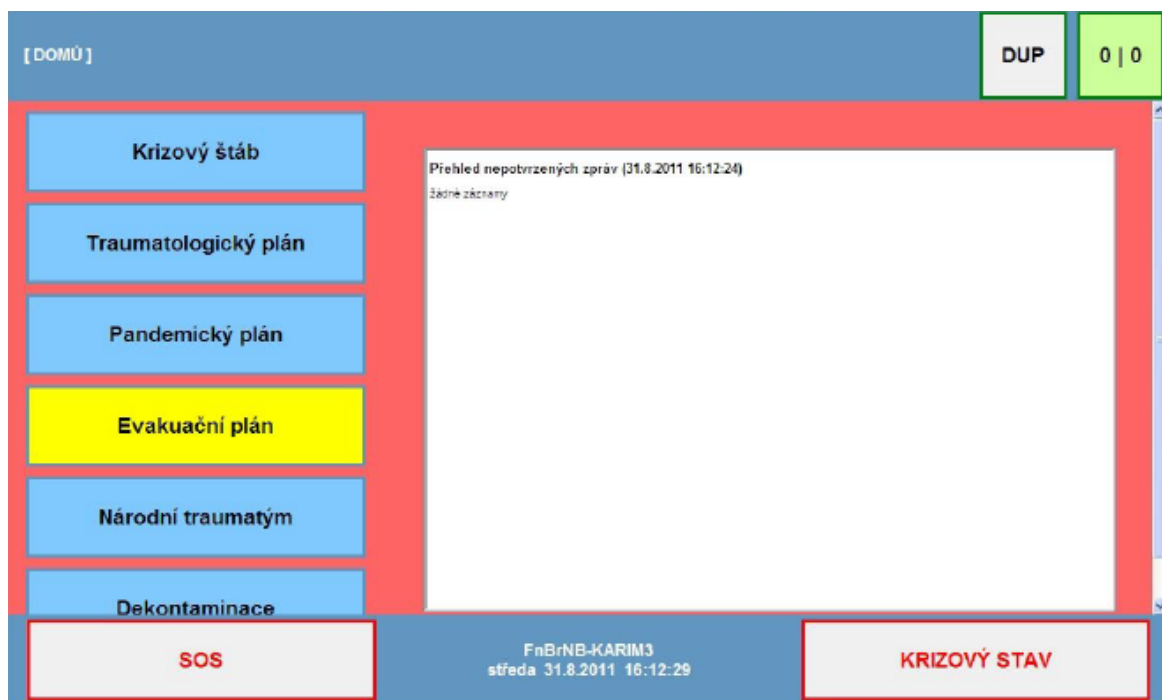 [ DOMŮ ]
DUP
0 | 0
Krizový štáb
Traumatologický plán
Pandemický plán
Evakuační plán
Národní traumatým
Dekontaminace
Přehled nepotvrzených zpráv (31.8.2011 16:12:24)
žádné záznamy
SOS
FnBrNB-KARIM3
středa 31.8.2011 16:12:29
KRIZOVÝ STAV